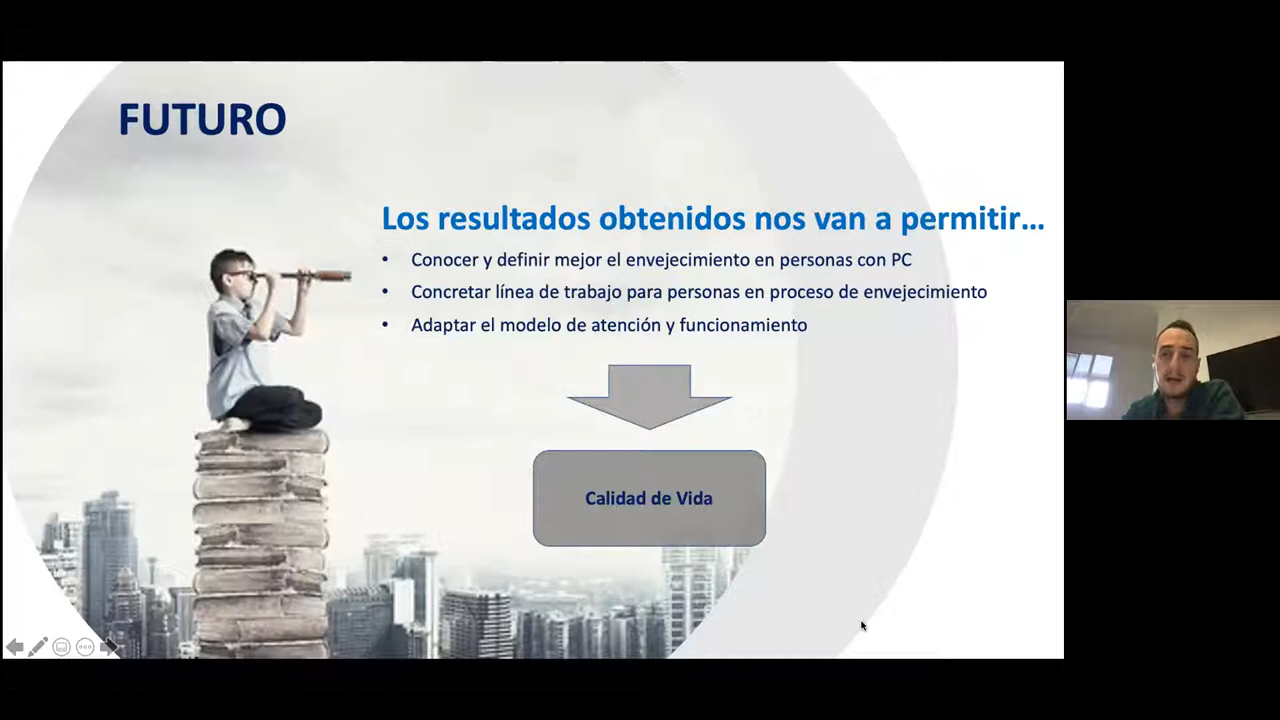 FUTURO
Los resultados obtenidos nos van a permitir...
• Conocer y definir mejor el envejecimiento en personas con PC
• Concretar línea de trabajo para personas en proceso de envejecimiento
• Adaptar el modelo de atención y funcionamiento
Calidad de Vida